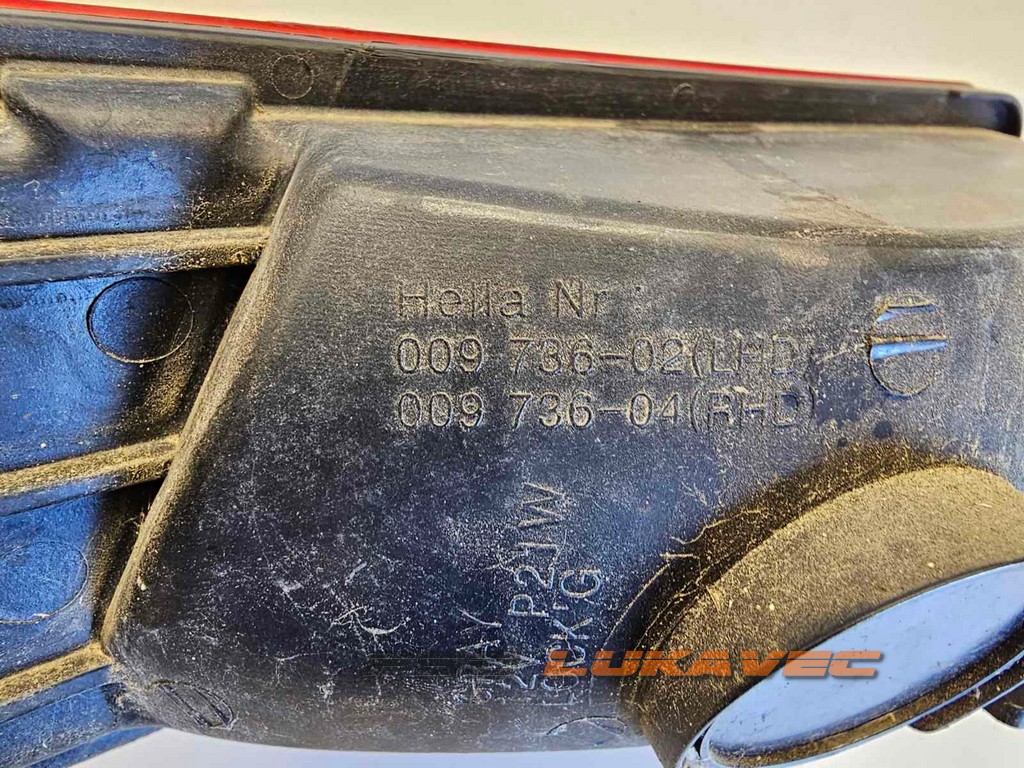 Hella Nr.:
009 736-02(LHD)
009 736-04(RHD)
P21W
LUKAVEC